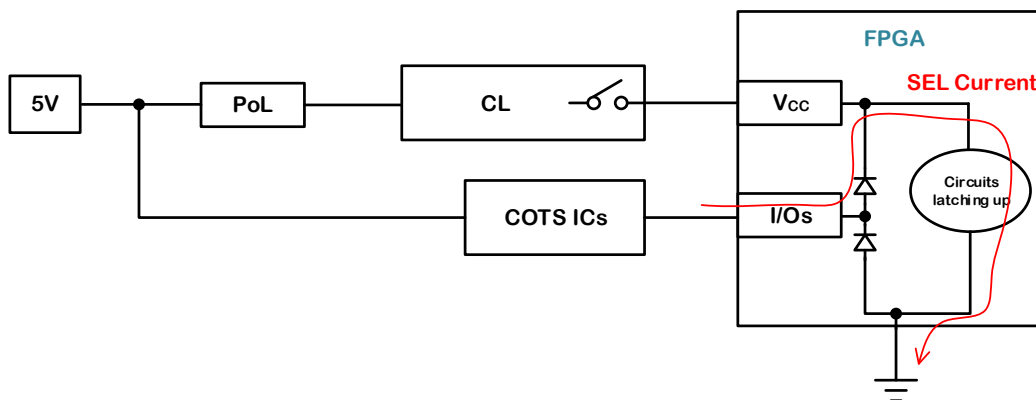 FPGA
SEL Current
5V
PoL
CL
VCC
COTS ICs
I/Os
Circuits
latching up